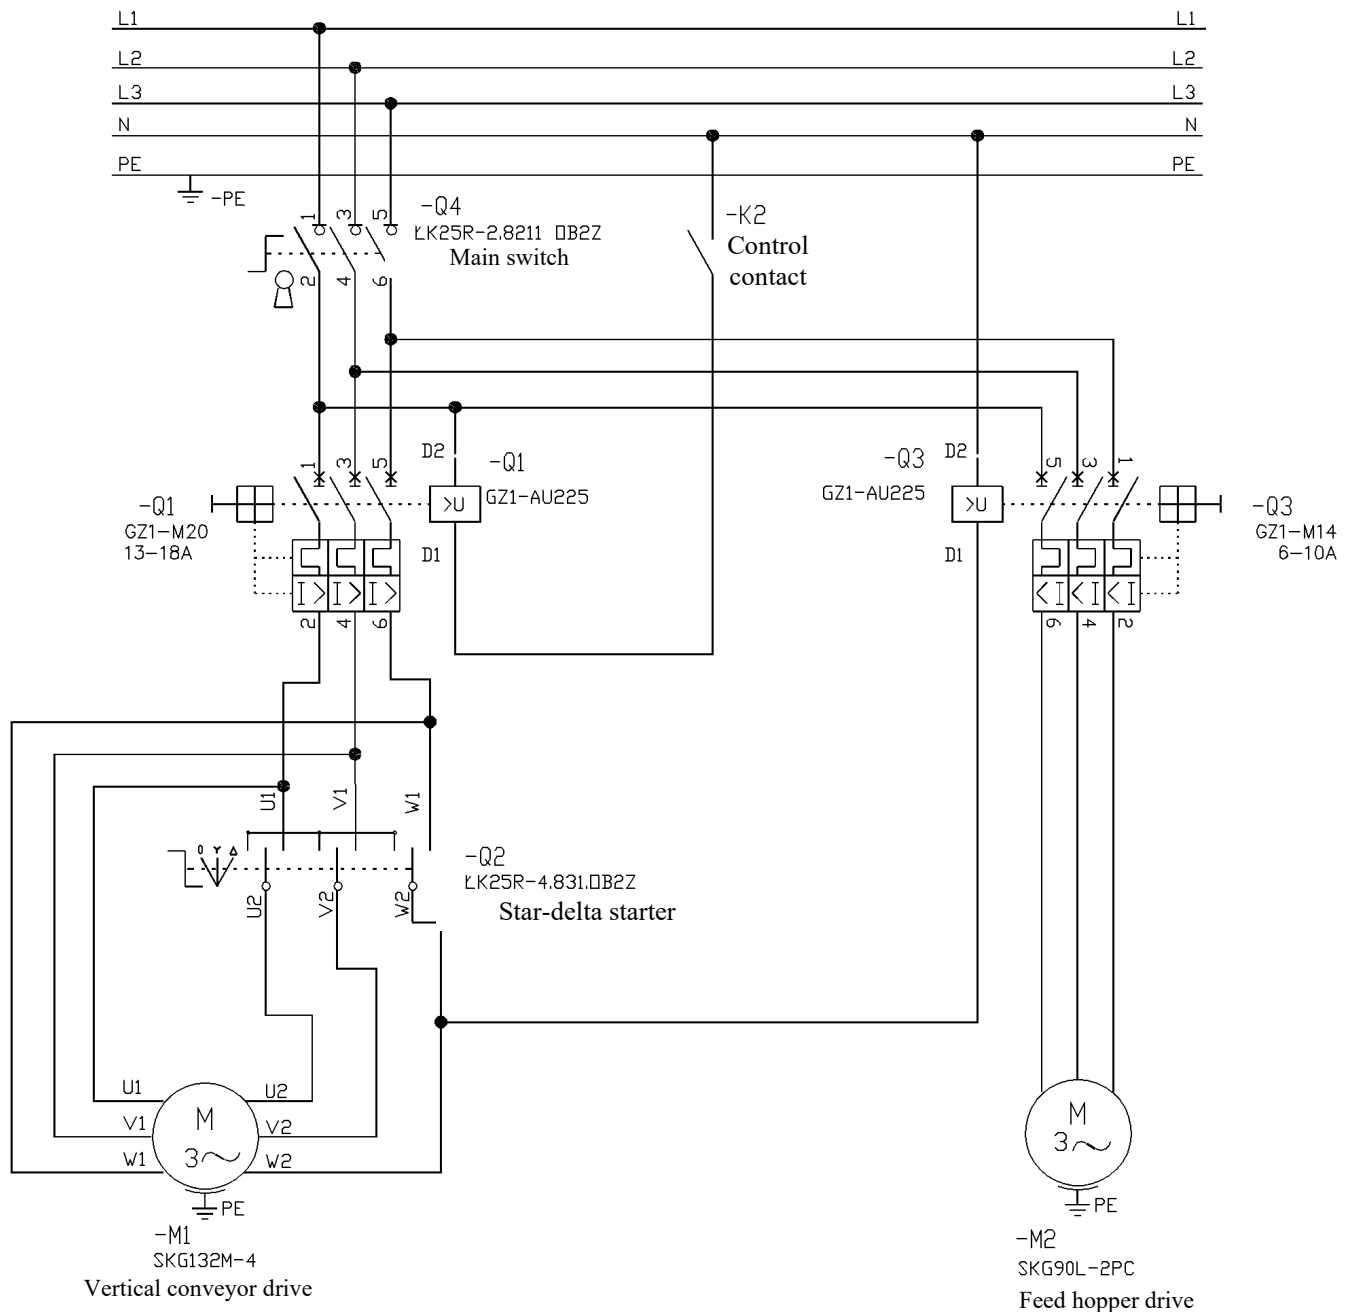 L1 L1
L2 L2
L3 L3
N N
PE PE
-PE
1 3 5
-Q4
ŁK25R-2.8211 OB2Z
Main switch
2 4 6
-K2
Control
contact
1 3 5
D2
-Q1
GZ1-AU225
U<
D1
-Q1
GZ1-M20
13-18A
I> I> I>
2 4 6
-Q3
GZ1-AU225
D2
U<
D1
5 3 1
-Q3
GZ1-M14
6-10A
I> I> I>
6 4 2
U1 V1 W1
0 Y Δ
-Q2
ŁK25R-4.831.OB2Z
Star-delta starter
U2 V2 W2
U1 U2
V1 V2
W1 W2
M
3~
PE
-M1
SKG132M-4
Vertical conveyor drive
M
3~
PE
-M2
SKG90L-2PC
Feed hopper drive